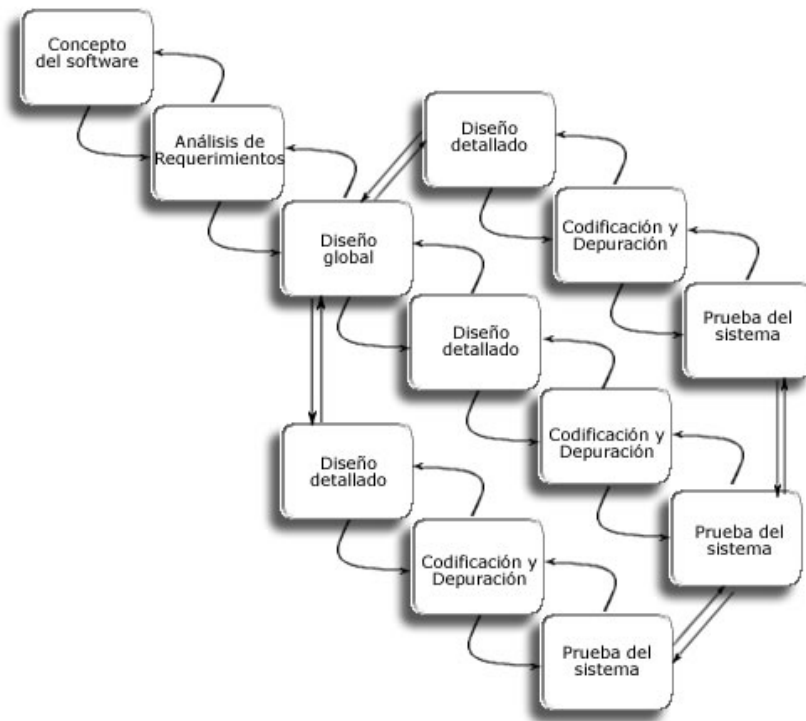 Concepto
del software
Análisis de
Requerimientos
Diseño
global
Diseño
detallado
Codificación y
Depuración
Prueba del
sistema
Diseño
detallado
Codificación y
Depuración
Prueba del
sistema
Diseño
detallado
Codificación y
Depuración
Prueba del
sistema